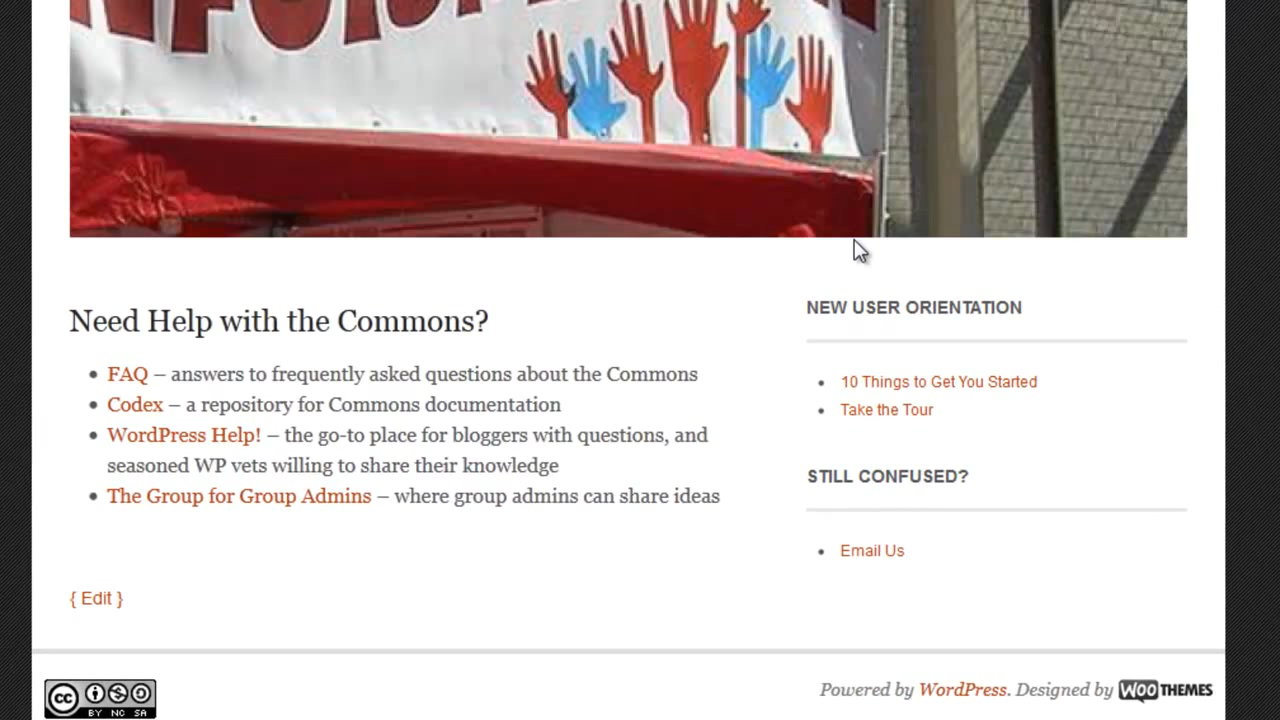 Need Help with the Commons?
FAQ – answers to frequently asked questions about the Commons
Codex – a repository for Commons documentation
WordPress Help! – the go-to place for bloggers with questions, and
seasoned WP vets willing to share their knowledge
The Group for Group Admins – where group admins can share ideas
{ Edit }
NEW USER ORIENTATION
10 Things to Get You Started
Take the Tour
STILL CONFUSED?
Email Us
cc
BY NC SA
Powered by WordPress. Designed by WOOTHEMES